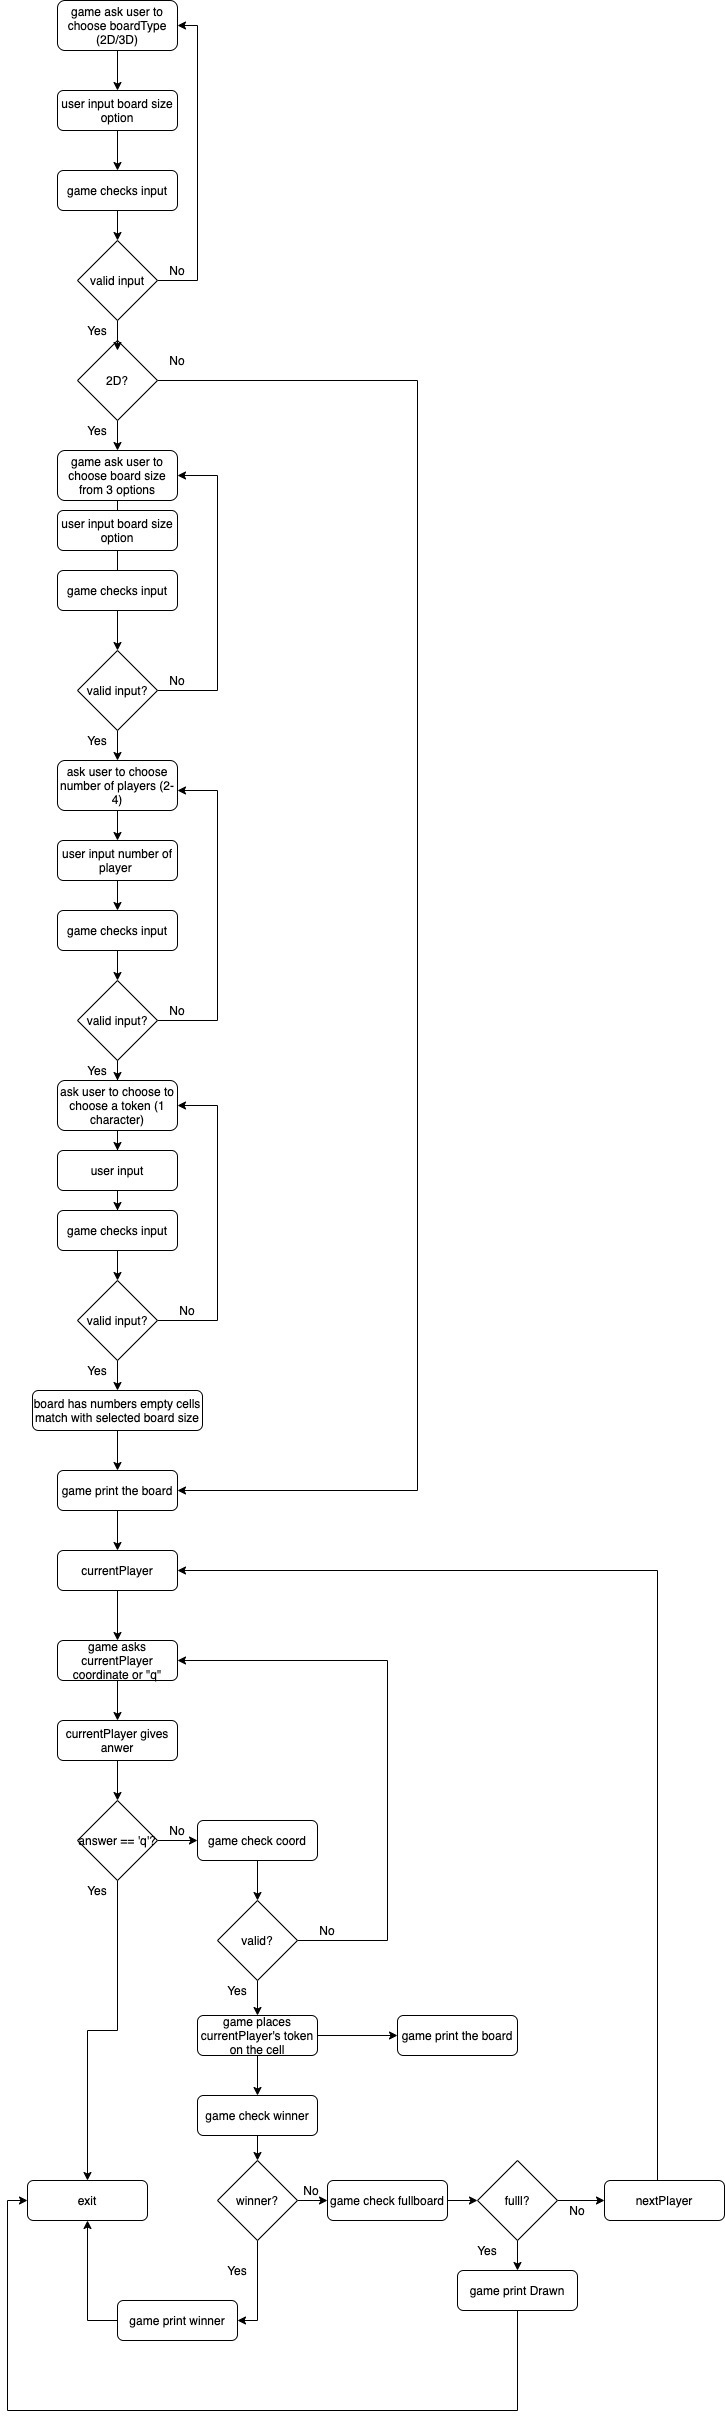 game ask user to
choose boardType
(2D/3D)
user input board size
option
game checks input
valid input
No
Yes
2D?
No
Yes
game ask user to
choose board size
from 3 options
user input board size
option
game checks input
valid input?
No
Yes
ask user to choose
number of players (2-
4)
user input number of
player
game checks input
valid input?
No
Yes
ask user to choose to
choose a token (1
character)
user input
game checks input
valid input?
No
Yes
board has numbers empty cells
match with selected board size
game print the board
currentPlayer
game asks
currentPlayer
coordinate or "q"
currentPlayer gives
anwer
answer == 'q'?
No
Yes
game check coord
valid?
No
Yes
game places
currentPlayer's token
on the cell
game print the board
game check winner
winner?
No
Yes
game check fullboard
fulll?
No
Yes
nextPlayer
exit
game print Drawn
game print winner